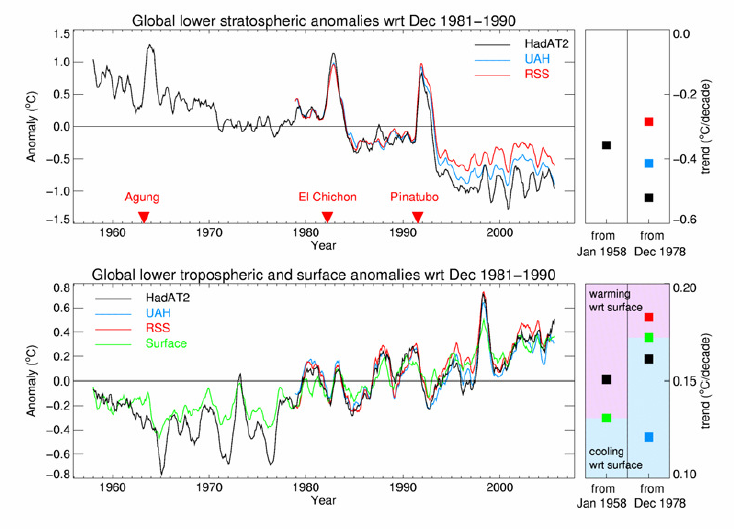 Global lower stratospheric anomalies wrt Dec 1981−1990
1.5
1.0
0.5
0.0
−0.5
−1.0
−1.5
Anomaly (°C)
HadAT2
UAH
RSS
Agung
El Chichon
Pinatubo
1960
1970
1980
1990
2000
Year
0.0
−0.2
−0.4
−0.6
trend (°C/decade)
from
Jan 1958
from
Dec 1978
Global lower tropospheric and surface anomalies wrt Dec 1981−1990
0.8
0.6
0.4
0.2
0.0
−0.2
−0.4
−0.6
−0.8
Anomaly (°C)
HadAT2
UAH
RSS
Surface
1960
1970
1980
1990
2000
Year
warming
wrt surface
cooling
wrt surface
0.20
0.15
0.10
trend (°C/decade)
from
Jan 1958
from
Dec 1978